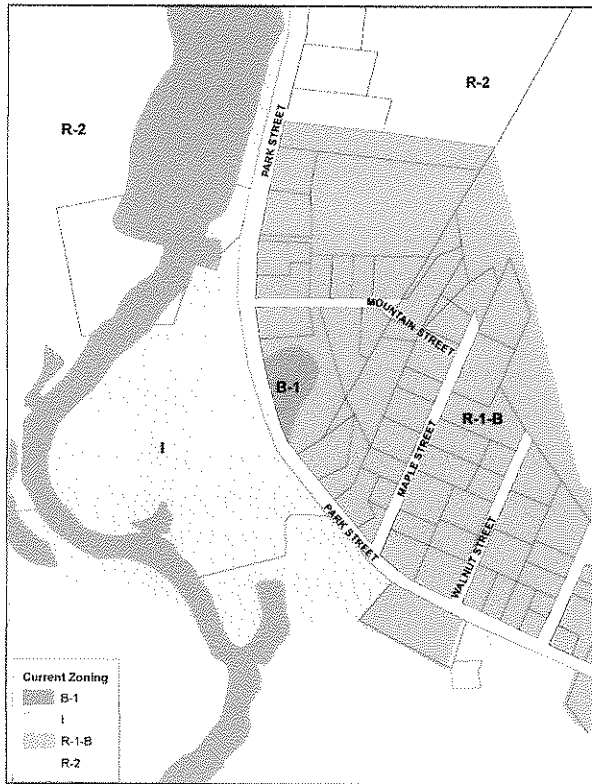 R-2
R-2
PARK STREET
MOUNTAIN STREET
B-1
R-1-B
I
MAPLE STREET
PARK STREET
WALNUT STREET
Current Zoning
B-1
I
R-1-B
R-2